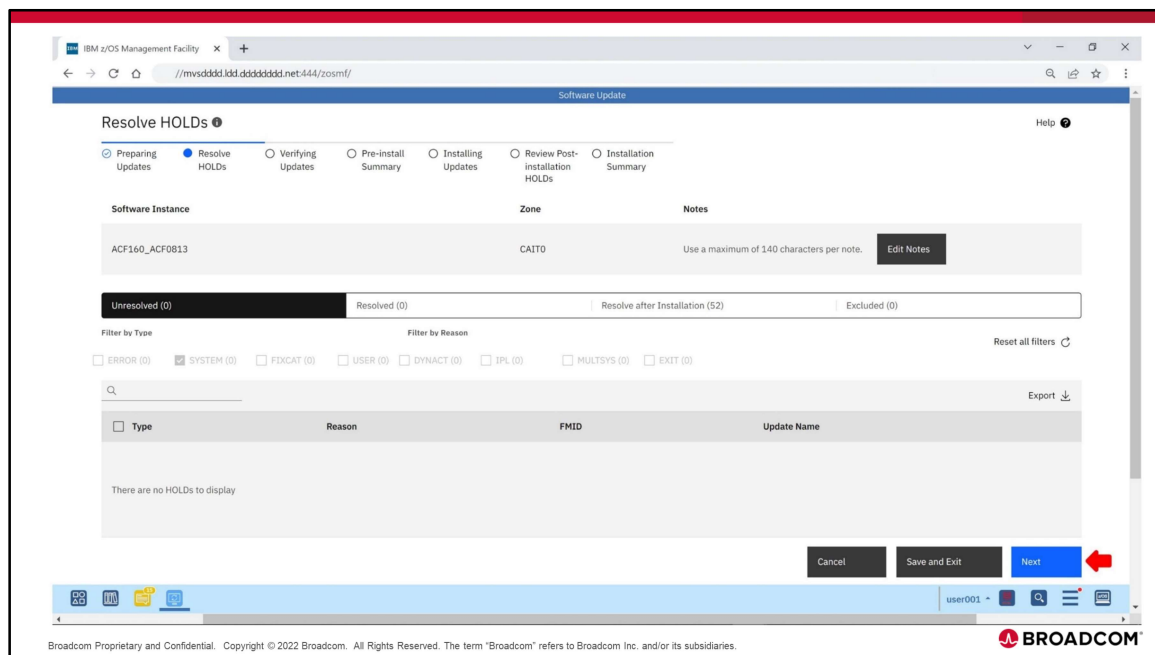 IBM z/OS Management Facility
//mvsdddd.ldd.dddddddd.net:444/zosmf/
Software Update
Resolve HOLDs
Help
Preparing Updates
Resolve HOLDs
Verifying Updates
Pre-install Summary
Installing Updates
Review Post-installation HOLDs
Installation Summary
Software Instance Zone Notes
ACF160_ACF0813 CAIT0 Use a maximum of 140 characters per note. Edit Notes
Unresolved (0) Resolved (0) Resolve after Installation (52) Excluded (0)
Filter by Type Filter by Reason Reset all filters
ERROR (0) SYSTEM (0) FIXCAT (0) USER (0) DYNACT (0) IPL (0) MULTSYS (0) EXIT (0)
Export
Type Reason FMID Update Name
There are no HOLDs to display
Cancel Save and Exit Next
user001
Broadcom Proprietary and Confidential. Copyright © 2022 Broadcom. All Rights Reserved. The term “Broadcom” refers to Broadcom Inc. and/or its subsidiaries.
BROADCOM®